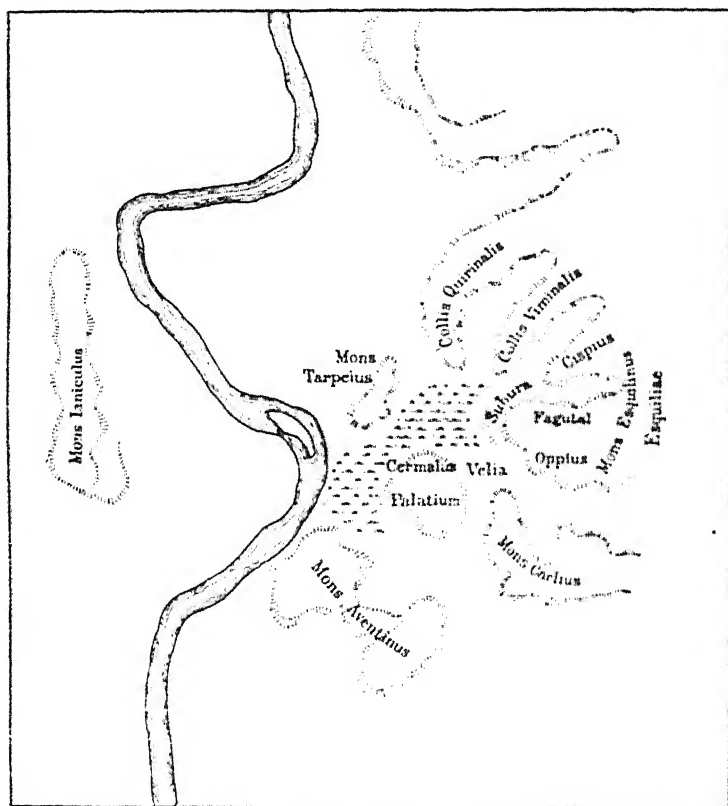 Collis Quirinalis
Collis Viminalis
Mons
Tarpeius
Cispius
Mons Ianiculus
Subura
Fagutal
Mons Esquilinus
Esquiliae
Cermalus
Velia
Oppius
Palatium
Mons Caelius
Mons Aventinus